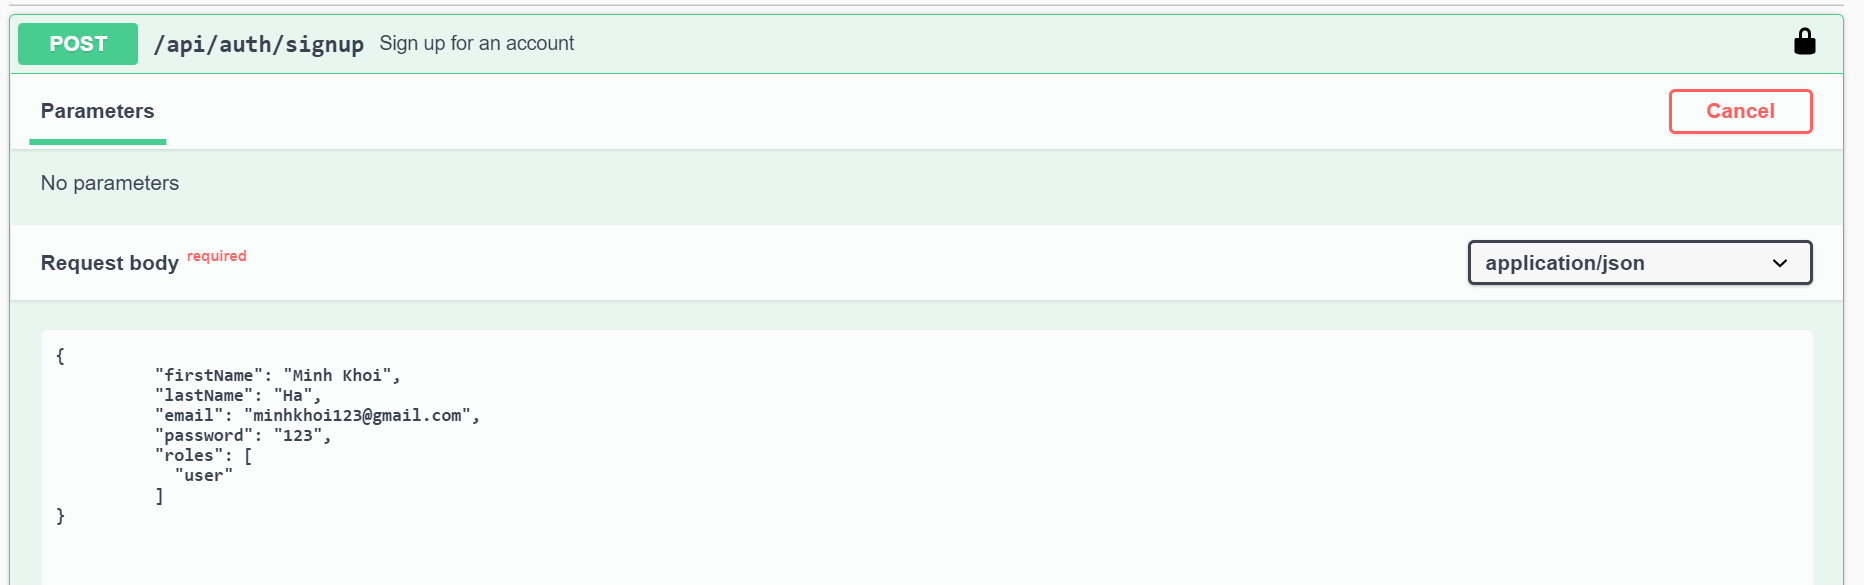 POST /api/auth/signup Sign up for an account
Parameters
Cancel
No parameters
Request body required
application/json
{
"firstName": "Minh Khoi",
"lastName": "Ha",
"email": "minhkhoi123@gmail.com",
"password": "123",
"roles": [
"user"
]
}